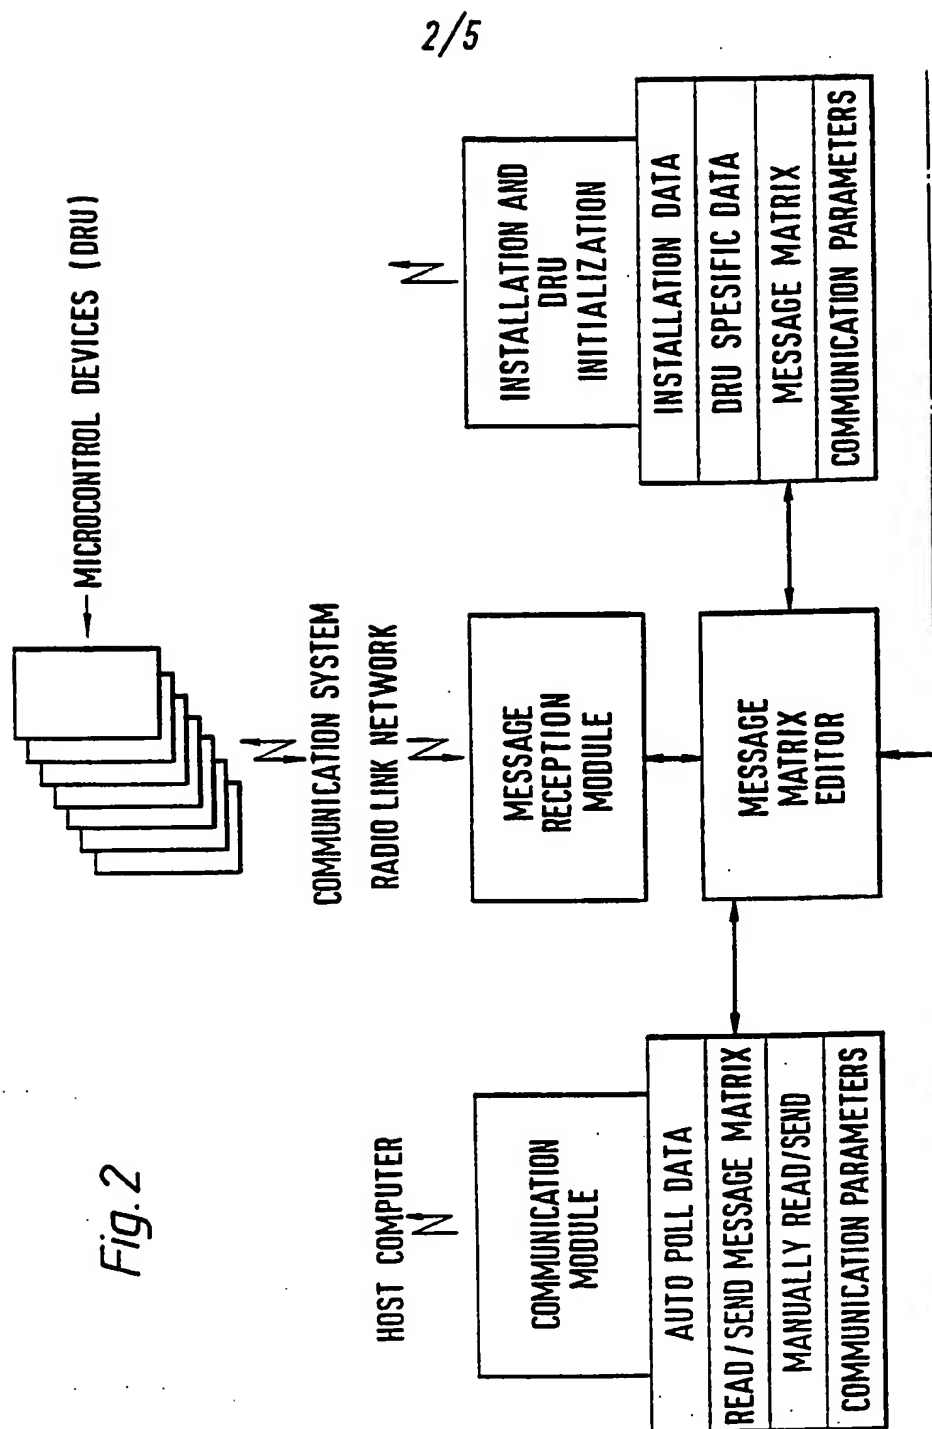 2/5
Fig. 2
MICROCONTROL DEVICES (DRU)
COMMUNICATION SYSTEM
RADIO LINK NETWORK
HOST COMPUTER
COMMUNICATION
MODULE
AUTO POLL DATA
READ/SEND MESSAGE MATRIX
MANUALLY READ/SEND
COMMUNICATION PARAMETERS
MESSAGE
RECEPTION
MODULE
MESSAGE
MATRIX
EDITOR
INSTALLATION AND
DRU
INITIALIZATION
INSTALLATION DATA
DRU SPESIFIC DATA
MESSAGE MATRIX
COMMUNICATION PARAMETERS